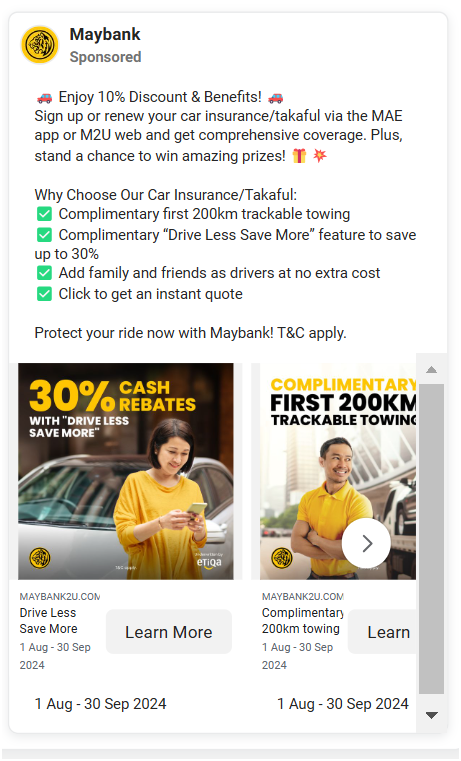 Maybank
Sponsored
🚗 Enjoy 10% Discount & Benefits! 🚗
Sign up or renew your car insurance/takaful via the MAE
app or M2U web and get comprehensive coverage. Plus,
stand a chance to win amazing prizes! 🎁 💥
Why Choose Our Car Insurance/Takaful:
✅ Complimentary first 200km trackable towing
✅ Complimentary “Drive Less Save More” feature to save
up to 30%
✅ Add family and friends as drivers at no extra cost
✅ Click to get an instant quote
Protect your ride now with Maybank! T&C apply.
30% CASH REBATES
WITH "DRIVE LESS
SAVE MORE"
T&C apply.
etiqa
MAYBANK2U.COM
Drive Less
Save More
1 Aug - 30 Sep
2024
Learn More
1 Aug - 30 Sep 2024
COMPLIMENTARY
FIRST 200KM
TRACKABLE TOWING
MAYBANK2U.COM
Complimentary
200km towing
1 Aug - 30 Sep
2024
Learn
1 Aug - 30 Sep 2024